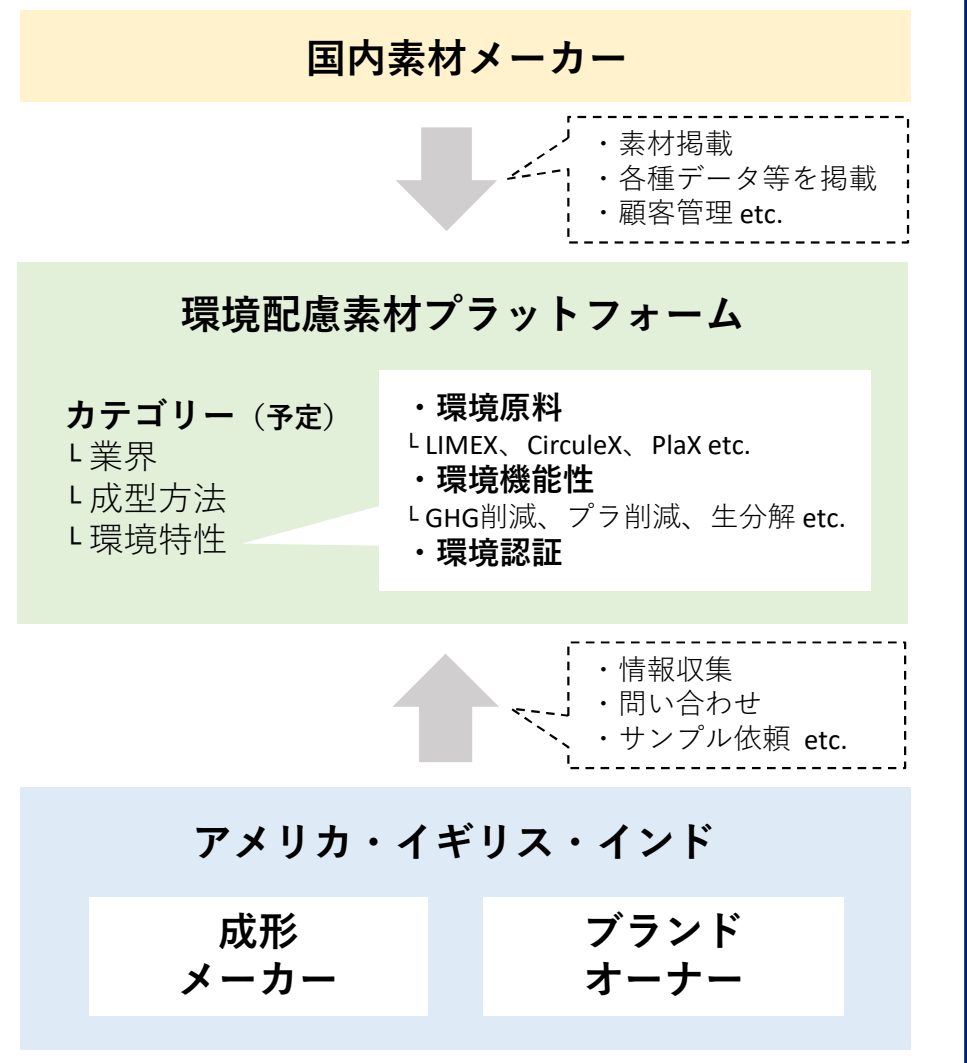 国内素材メーカー
・素材掲載
・各種データ等を掲載
・顧客管理 etc.
環境配慮素材プラットフォーム
カテゴリー（予定）
└ 業界
└ 成型方法
└ 環境特性
・環境原料
└ LIMEX、CirculeX、PlaX etc.
・環境機能性
└ GHG削減、プラ削減、生分解 etc.
・環境認証
・情報収集
・問い合わせ
・サンプル依頼 etc.
アメリカ・イギリス・インド
成形
メーカー
ブランド
オーナー